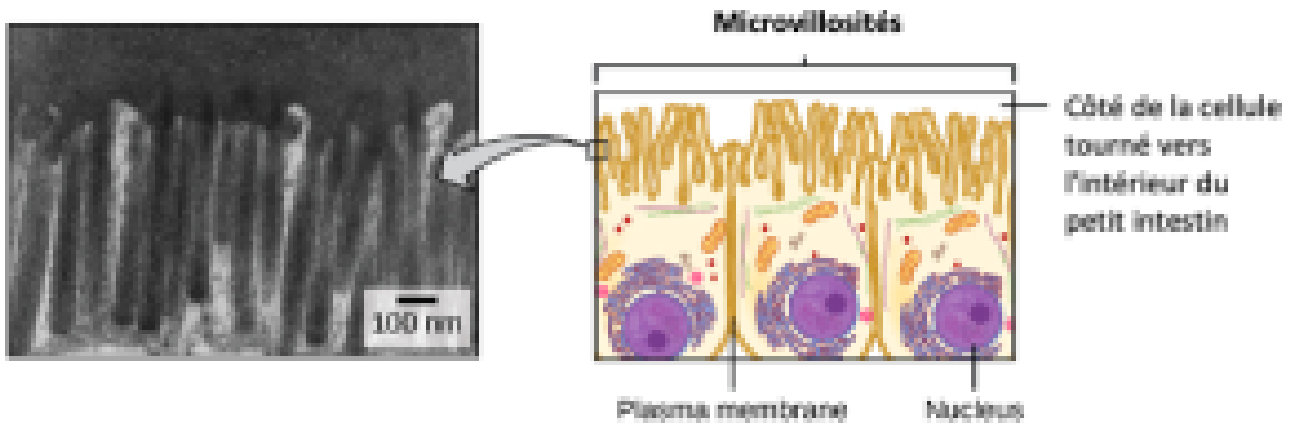 Microvillosités
Côté de la cellule
tourné vers
l'intérieur du
petit intestin
100 nm
Plasma membrane
Nucleus